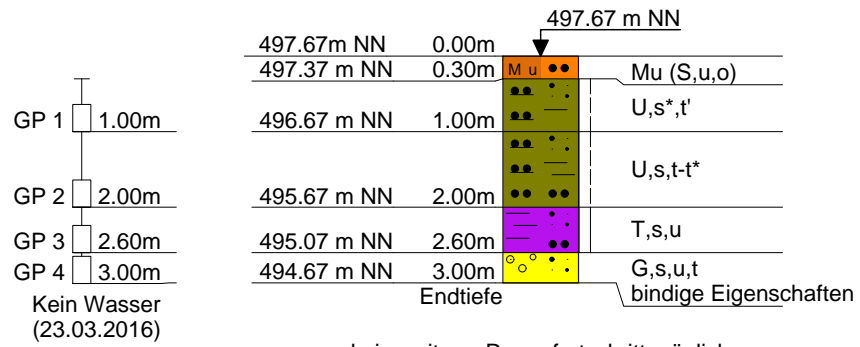 497.67 m NN
497.67m NN 0.00m
497.37 m NN 0.30m
Mu
Mu (S,u,o)
U,s*,t'
GP 1 1.00m
496.67 m NN 1.00m
U,s,t-t*
GP 2 2.00m
495.67 m NN 2.00m
T,s,u
GP 3 2.60m
495.07 m NN 2.60m
G,s,u,t
GP 4 3.00m
494.67 m NN 3.00m
Endtiefe
bindige Eigenschaften
Kein Wasser
(23.03.2016)